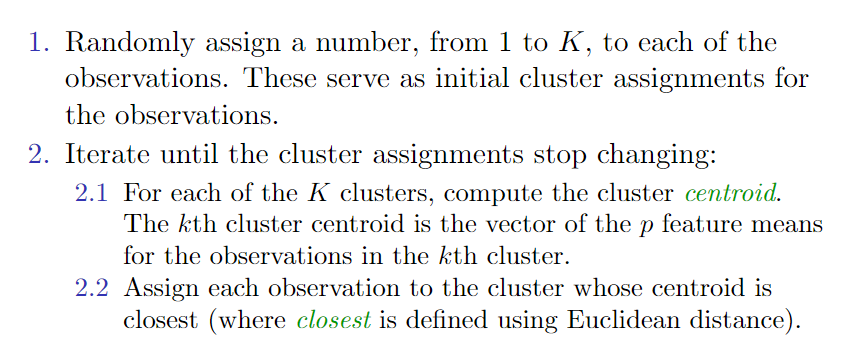 1. Randomly assign a number, from 1 to K, to each of the
observations. These serve as initial cluster assignments for
the observations.
2. Iterate until the cluster assignments stop changing:
2.1 For each of the K clusters, compute the cluster centroid.
The kth cluster centroid is the vector of the p feature means
for the observations in the kth cluster.
2.2 Assign each observation to the cluster whose centroid is
closest (where closest is defined using Euclidean distance).